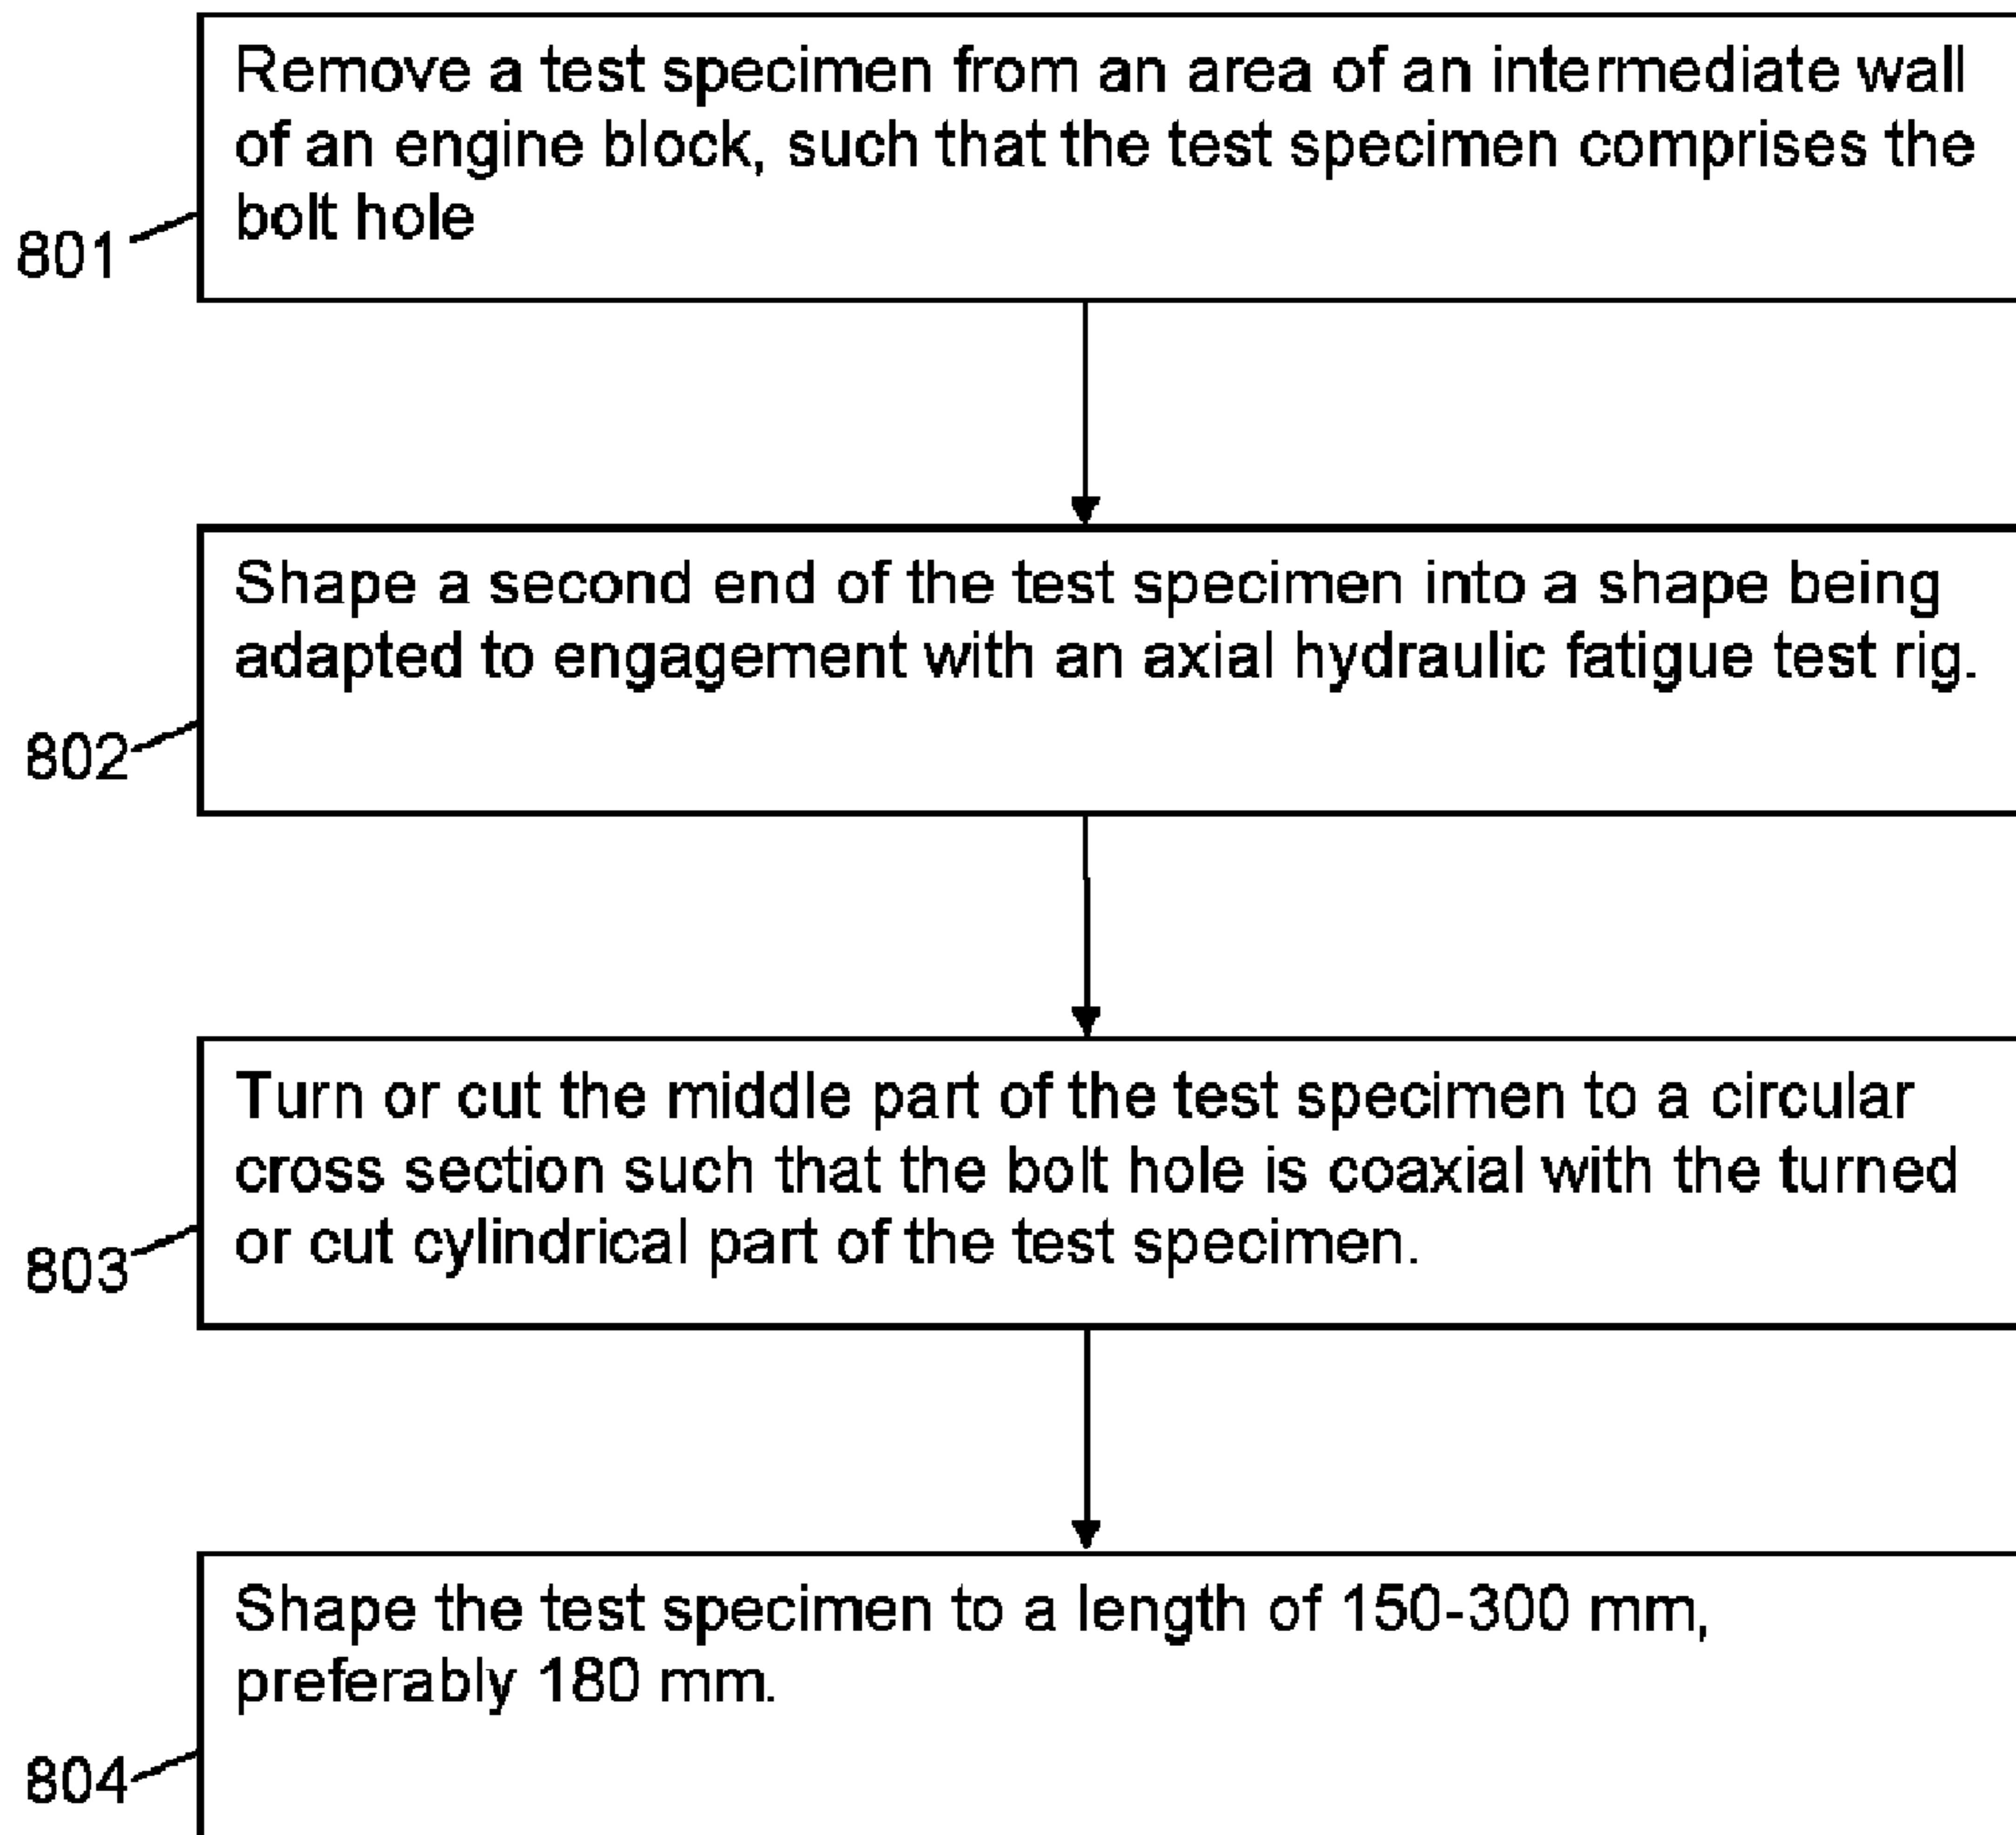 Remove a test specimen from an area of an intermediate wall
of an engine block, such that the test specimen comprises the
bolt hole
801
Shape a second end of the test specimen into a shape being
adapted to engagement with an axial hydraulic fatigue test rig.
802
Turn or cut the middle part of the test specimen to a circular
cross section such that the bolt hole is coaxial with the turned
or cut cylindrical part of the test specimen.
803
Shape the test specimen to a length of 150-300 mm,
preferably 180 mm.
804